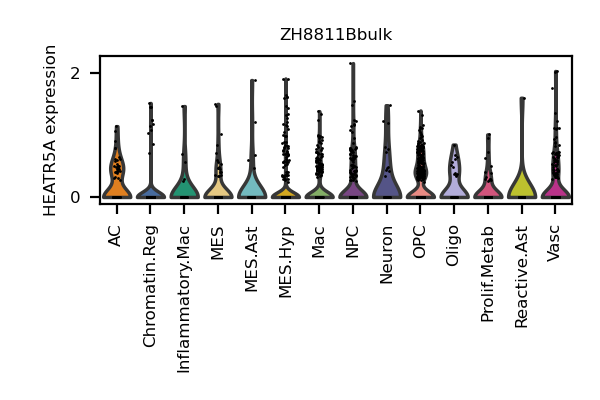 ZH8811Bbulk
HEATR5A expression
2
0
AC
Chromatin.Reg
Inflammatory.Mac
MES
MES.Ast
MES.Hyp
Mac
NPC
Neuron
OPC
Oligo
Prolif.Metab
Reactive.Ast
Vasc